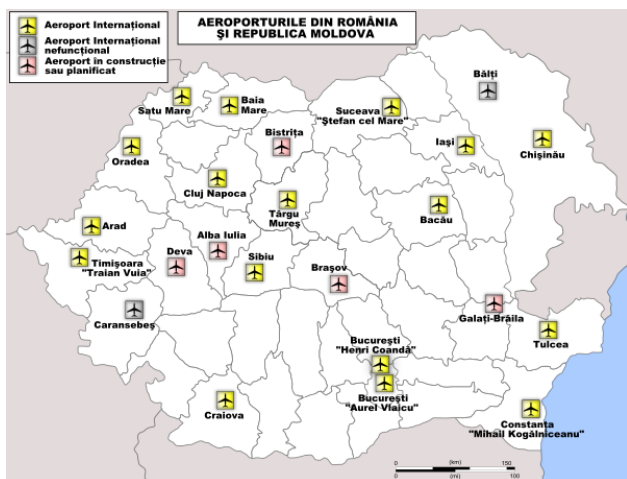 Aeroport Internațional
Aeroport Internațional
nefuncțional
Aeroport în construcție
sau planificat
AEROPORTURILE DIN ROMÂNIA
ȘI REPUBLICA MOLDOVA
Bălți
Satu Mare
Baia
Mare
Suceava
"Ștefan cel Mare"
Bistrița
Iași
Chișinău
Oradea
Cluj Napoca
Târgu
Mureș
Bacău
Arad
Alba Iulia
Timișoara
"Traian Vuia"
Deva
Sibiu
Brașov
Caransebeș
Galați-Brăila
Tulcea
București
"Henri Coandă"
București
"Aurel Vlaicu"
Craiova
Constanța
"Mihail Kogălniceanu"
0 (km) 150
0 (mi) 100